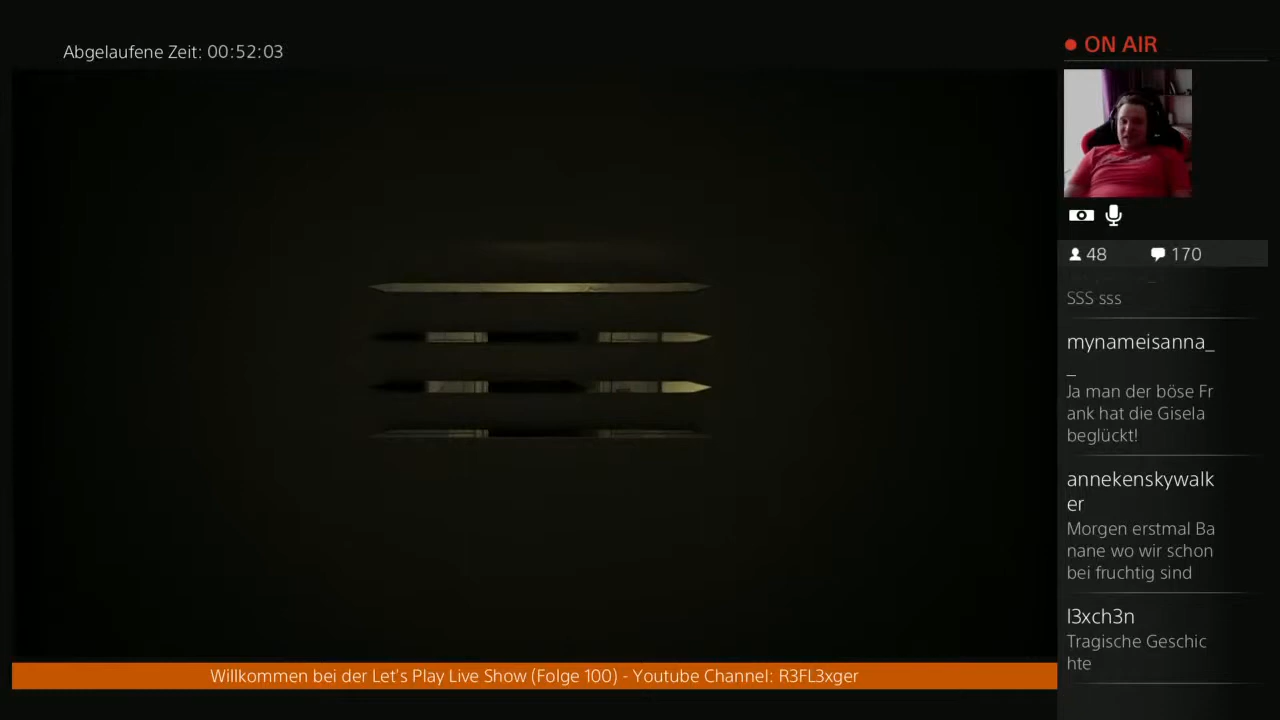 Abgelaufene Zeit: 00:52:03
ON AIR
48 170
SSS sss
mynameisanna_
_
Ja man der böse Fr
ank hat die Gisela
beglückt!
annekenskywalk
er
Morgen erstmal Ba
nane wo wir schon
bei fruchtig sind
l3xch3n
Tragische Geschic
hte
Willkommen bei der Let's Play Live Show (Folge 100) - Youtube Channel: R3FL3xger